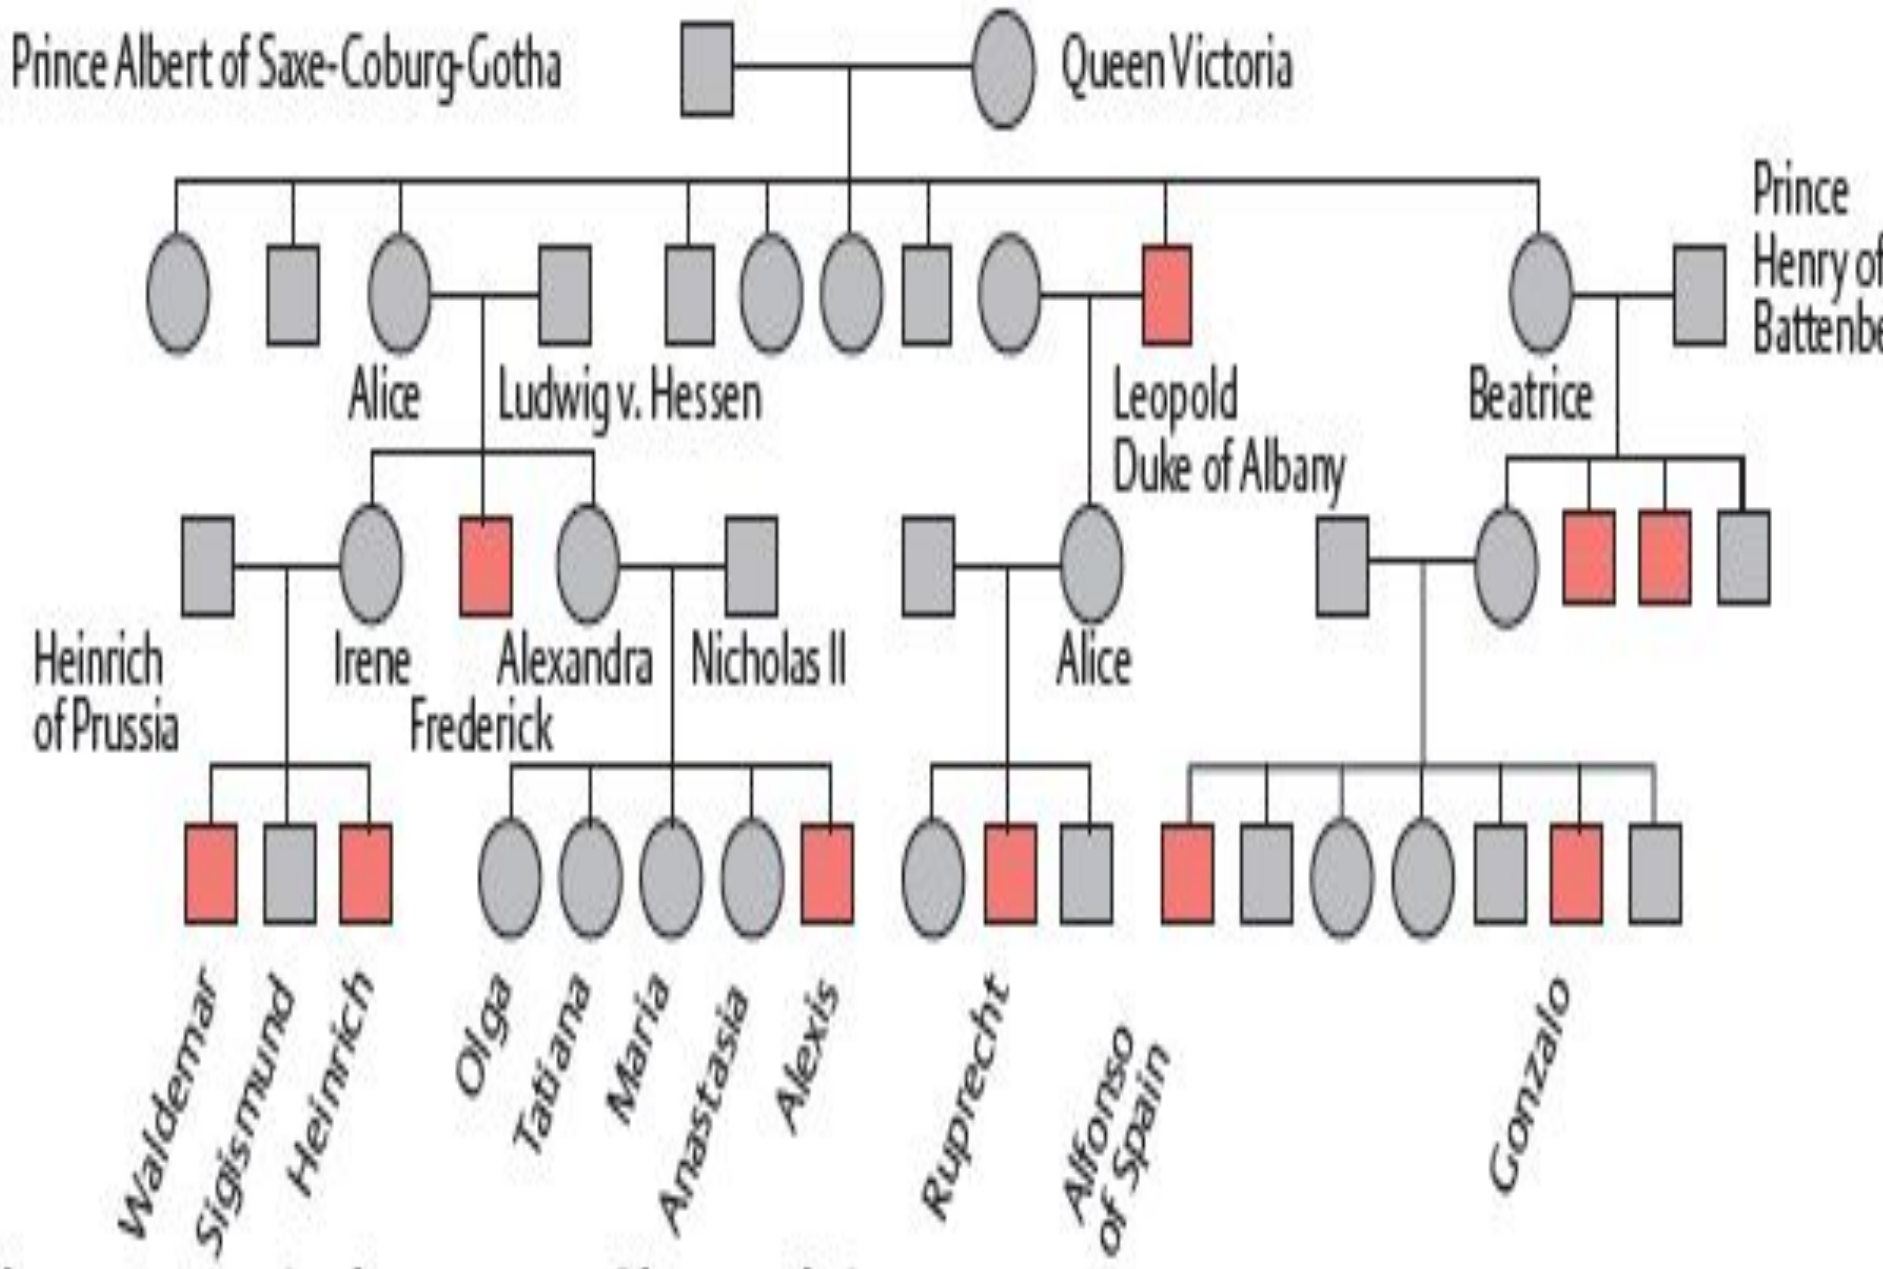 Prince Albert of Saxe-Coburg-Gotha
Queen Victoria
Prince
Henry of
Alice
Ludwig v. Hessen
Leopold
Duke of Albany
Beatrice
Heinrich
of Prussia
Irene
Frederick
Alexandra
Nicholas II
Alice
Waldemar
Sigismund
Heinrich
Olga
Tatiana
Maria
Anastasia
Alexis
Ruprecht
Alfonso
of Spain
Gonzalo